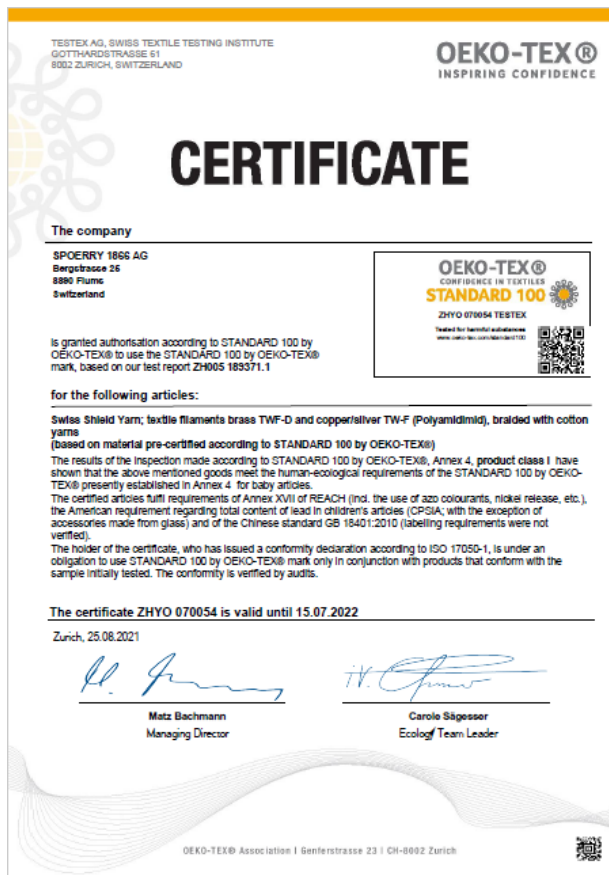 TESTEX AG, SWISS TEXTILE TESTING INSTITUTE
GOTTHARDSTRASSE 61
8002 ZURICH, SWITZERLAND
OEKO-TEX®
INSPIRING CONFIDENCE
CERTIFICATE
The company
SPOERRY 1866 AG
Bergstrasse 25
8890 Flums
Switzerland
OEKO-TEX®
CONFIDENCE IN TEXTILES
STANDARD 100
ZHYO 070054 TESTEX
Tested for harmful substances
www.oeko-tex.com/standard100
is granted authorisation according to STANDARD 100 by
OEKO-TEX® to use the STANDARD 100 by OEKO-TEX®
mark, based on our test report ZH005 189371.1
for the following articles:
Swiss Shield Yarn; textile filaments brass TWF-D and copper/silver TW-F (Polyamidimid), braided with cotton
yarns
(based on material pre-certified according to STANDARD 100 by OEKO-TEX®)
The results of the inspection made according to STANDARD 100 by OEKO-TEX®, Annex 4, product class I have
shown that the above mentioned goods meet the human-ecological requirements of the STANDARD 100 by OEKO-
TEX® presently established in Annex 4 for baby articles.
The certified articles fulfil requirements of Annex XVII of REACH (incl. the use of azo colourants, nickel release, etc.),
the American requirement regarding total content of lead in children's articles (CPSIA; with the exception of
accessories made from glass) and of the Chinese standard GB 18401:2010 (labelling requirements were not
verified).
The holder of the certificate, who has issued a conformity declaration according to ISO 17050-1, is under an
obligation to use STANDARD 100 by OEKO-TEX® mark only in conjunction with products that conform with the
sample initially tested. The conformity is verified by audits.
The certificate ZHYO 070054 is valid until 15.07.2022
Zurich, 25.08.2021
Matz Bachmann
Managing Director
Carole Sägesser
Ecology Team Leader
OEKO-TEX® Association | Genferstrasse 23 | CH-8002 Zurich